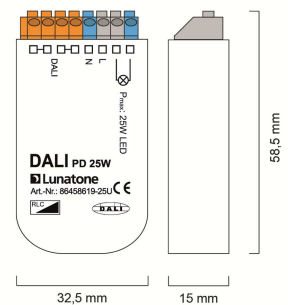 DALI
N
L
Pmax: 25W LED
DALI PD 25W
Lunatone
Art.-Nr.: 86458619-25U CE
RLC
DALI
58,5 mm
32,5 mm
15 mm